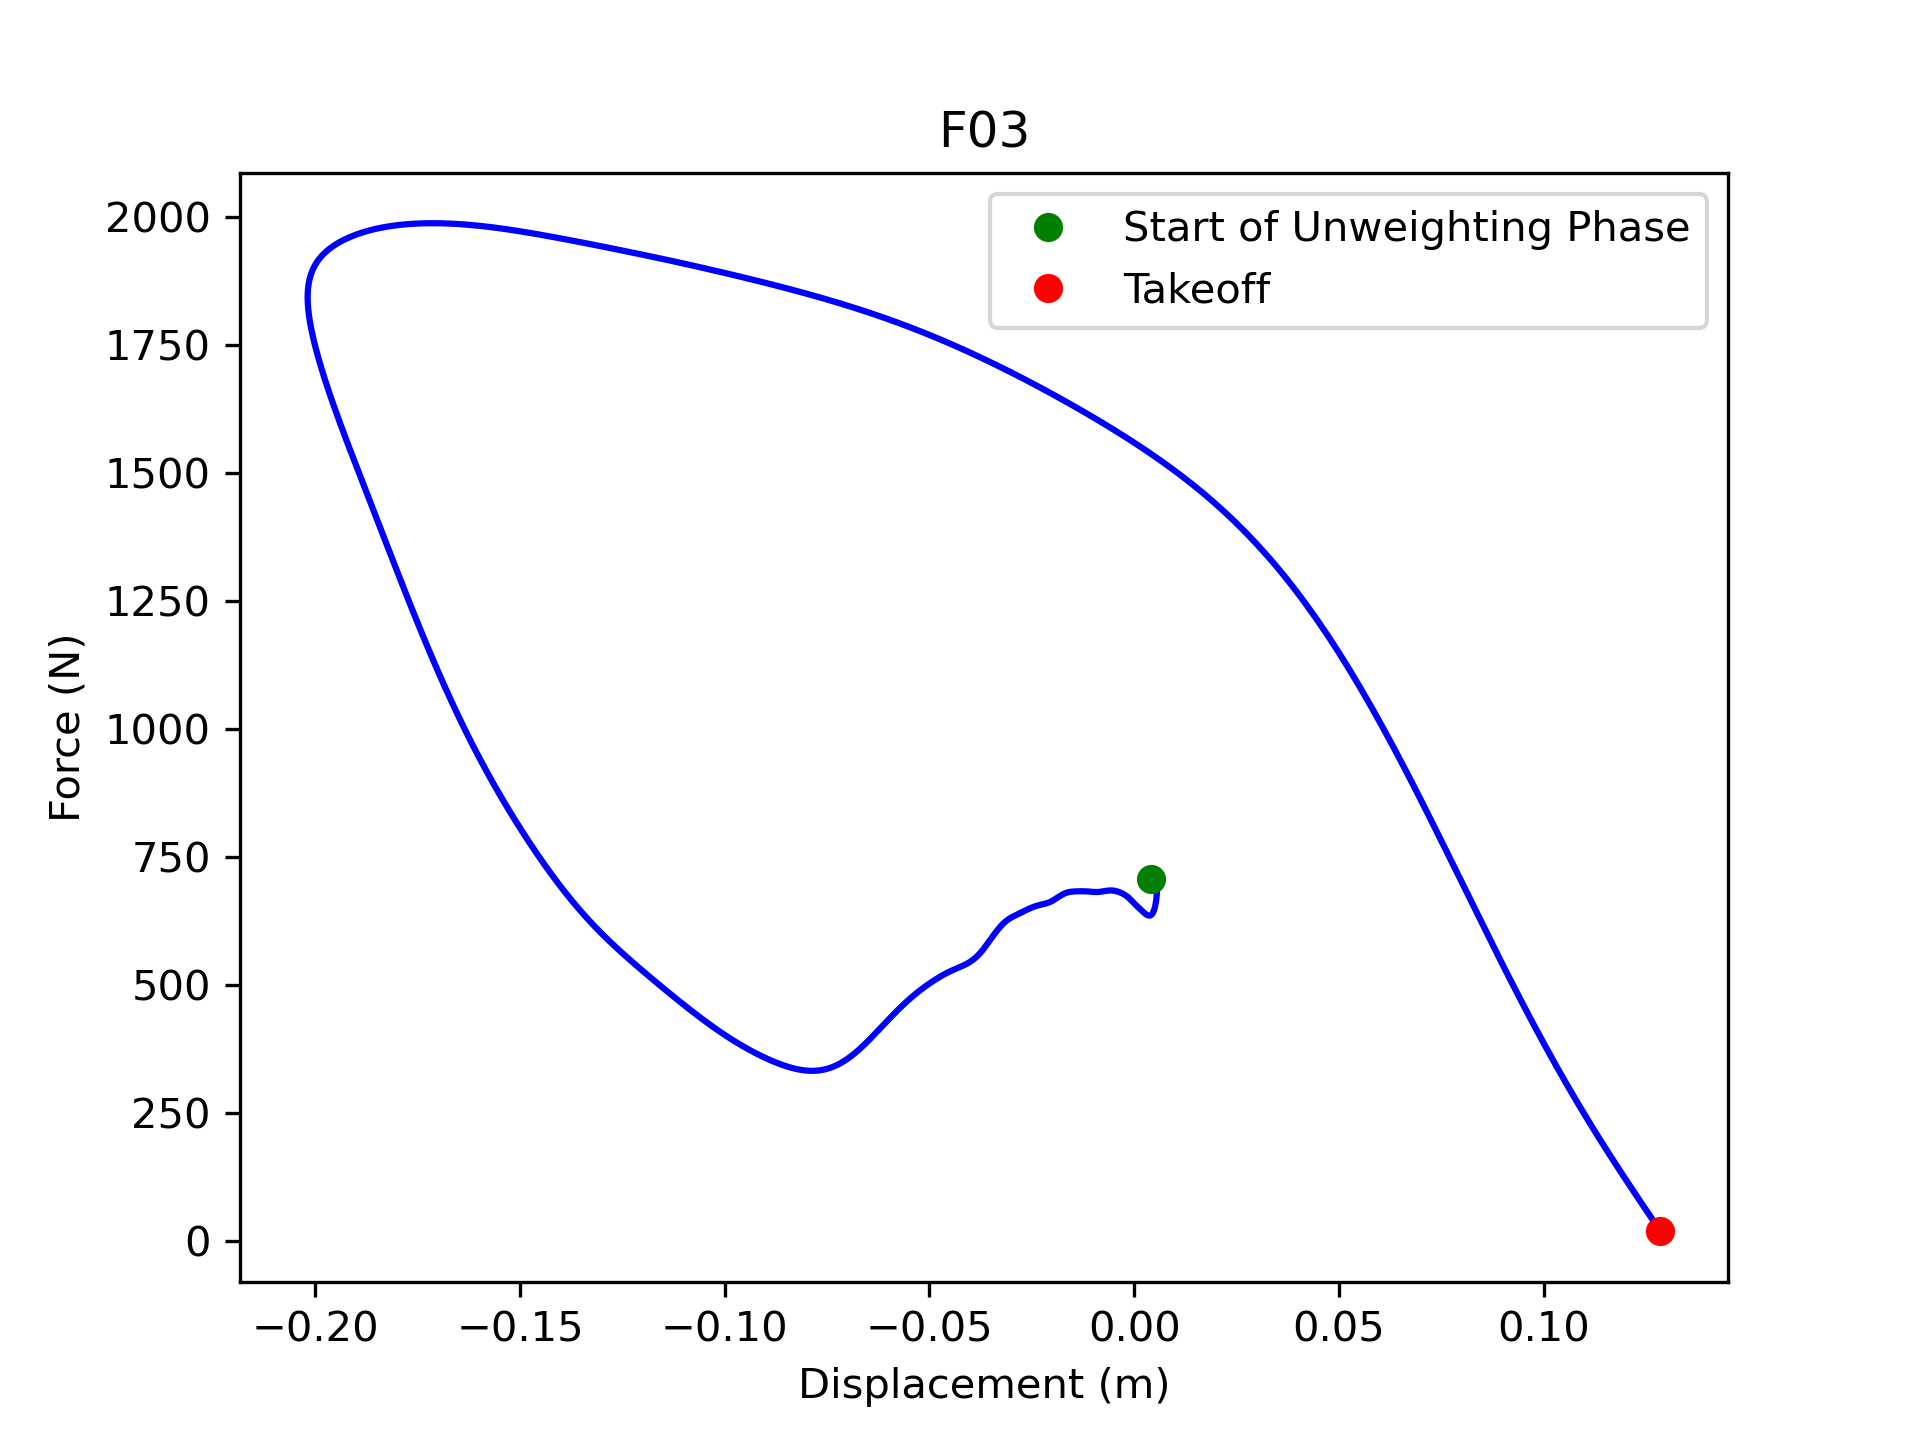 F03
Start of Unweighting Phase
Takeoff
2000
1750
1500
1250
1000
750
500
250
0
Force (N)
−0.20 −0.15 −0.10 −0.05 0.00 0.05 0.10
Displacement (m)